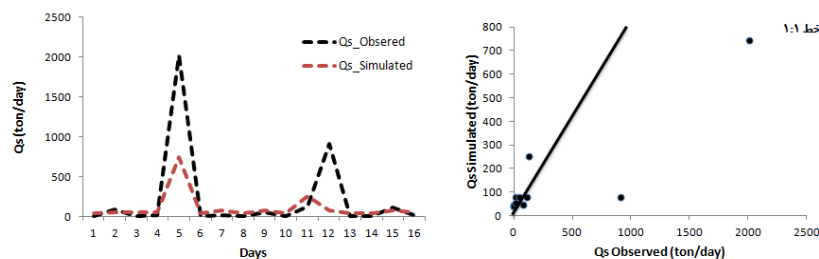 2500
2000
1500
1000
500
0
Qs (ton/day)
Qs_Obsered
Qs_Simulated
1 2 3 4 5 6 7 8 9 10 11 12 13 14 15 16
Days
خط ۱:۱
800
700
600
500
400
300
200
100
0
Qs Simulated (ton/day)
0 500 1000 1500 2000 2500
Qs Observed (ton/day)